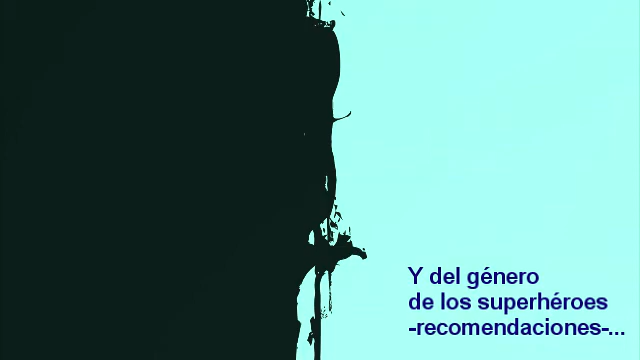 Y del género
de los superhéroes
-recomendaciones-...